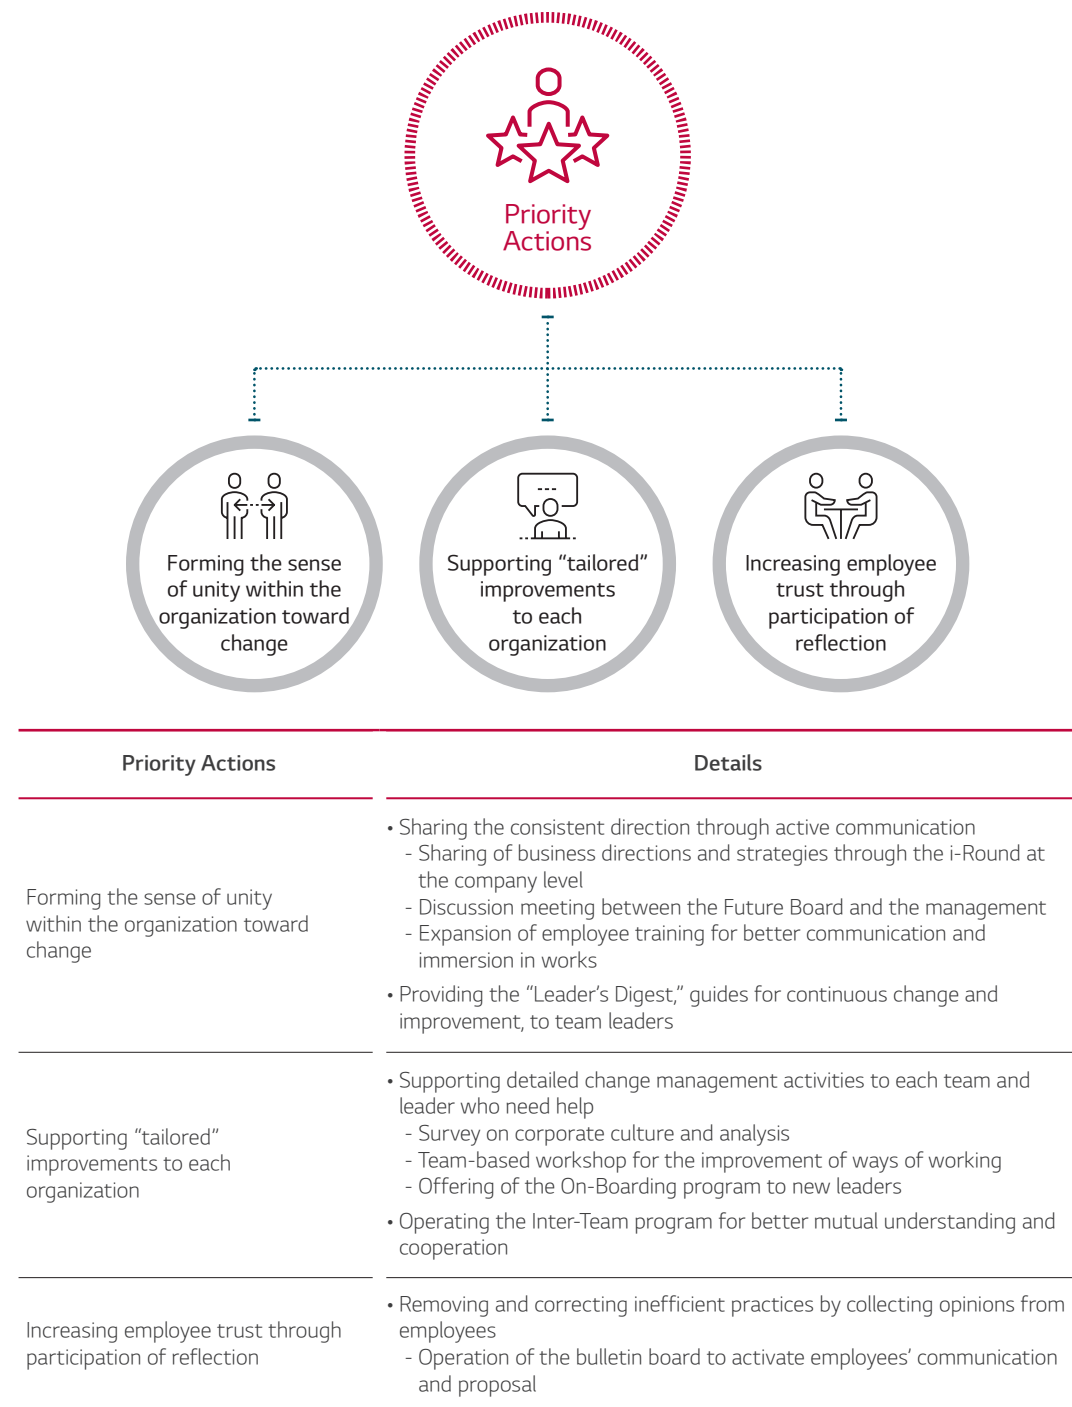 Priority
Actions
Forming the sense
of unity within the
organization toward
change
Supporting “tailored”
improvements
to each
organization
Increasing employee
trust through
participation of
reflection
Priority Actions
Details
Forming the sense of unity
within the organization toward
change
• Sharing the consistent direction through active communication
- Sharing of business directions and strategies through the i-Round at
the company level
- Discussion meeting between the Future Board and the management
- Expansion of employee training for better communication and
immersion in works
• Providing the “Leader’s Digest,” guides for continuous change and
improvement, to team leaders
Supporting “tailored”
improvements to each
organization
• Supporting detailed change management activities to each team and
leader who need help
- Survey on corporate culture and analysis
- Team-based workshop for the improvement of ways of working
- Offering of the On-Boarding program to new leaders
• Operating the Inter-Team program for better mutual understanding and
cooperation
Increasing employee trust through
participation of reflection
• Removing and correcting inefficient practices by collecting opinions from
employees
- Operation of the bulletin board to activate employees’ communication
and proposal